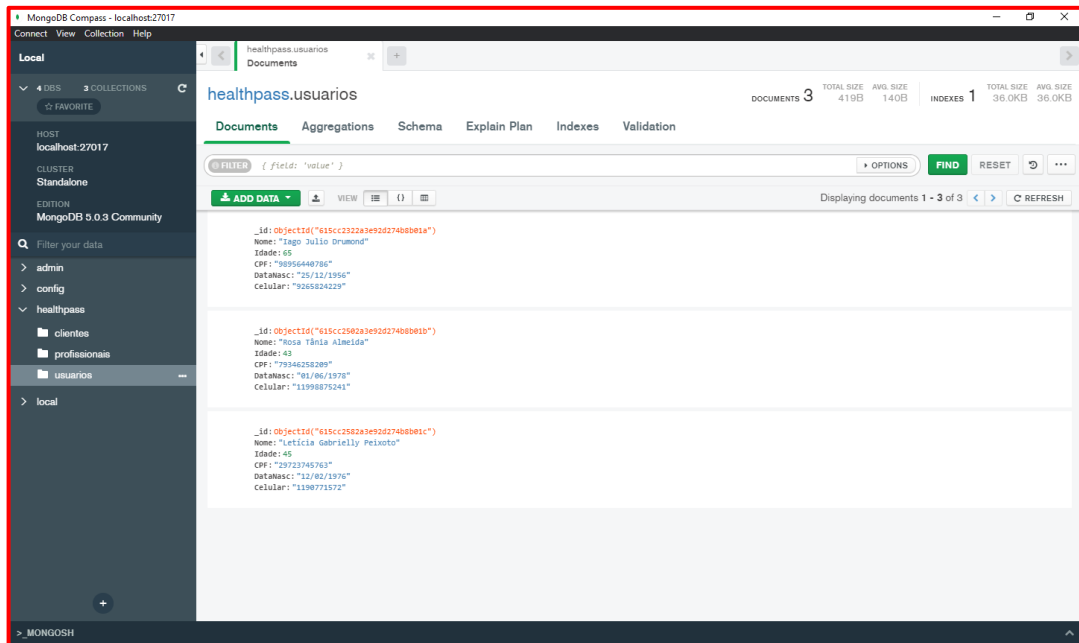 MongoDB Compass - localhost:27017
Connect View Collection Help
Local
4 DBS 3 COLLECTIONS
FAVORITE
HOST
localhost:27017
CLUSTER
Standalone
EDITION
MongoDB 5.0.3 Community
Filter your data
admin
config
healthpass
clientes
profissionais
usuarios
local
healthpass.usuarios
Documents
healthpass.usuarios
DOCUMENTS 3 TOTAL SIZE 419B AVG. SIZE 140B INDEXES 1 TOTAL SIZE 36.0KB AVG. SIZE 36.0KB
Documents Aggregations Schema Explain Plan Indexes Validation
FILTER { field: 'value' } OPTIONS FIND RESET
ADD DATA VIEW {} Displaying documents 1 - 3 of 3 < > REFRESH
_id: ObjectId("615cc2322a3e92d274b8b01a")
Nome: "Iago Julio Drumond"
Idade: 65
CPF: "98956440786"
DataNasc: "25/12/1956"
Celular: "9265824229"
_id: ObjectId("615cc2502a3e92d274b8b01b")
Nome: "Rosa Tânia Almeida"
Idade: 43
CPF: "79346258209"
DataNasc: "01/06/1978"
Celular: "11998875241"
_id: ObjectId("615cc2582a3e92d274b8b01c")
Nome: "Letícia Gabrielly Peixoto"
Idade: 45
CPF: "29723745763"
DataNasc: "12/02/1976"
Celular: "1190771572"
>_MONGOSH